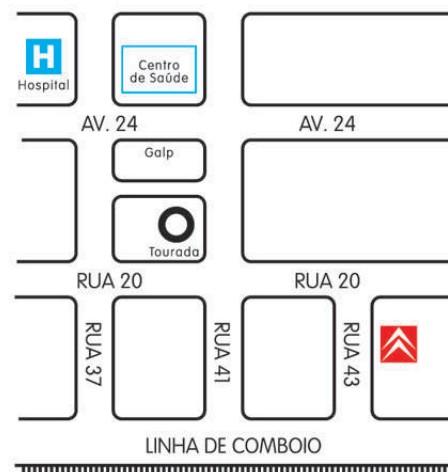 H
Hospital
Centro
de Saúde
AV. 24
AV. 24
Galp
Tourada
RUA 20
RUA 20
RUA 37
RUA 41
RUA 43
LINHA DE COMBOIO